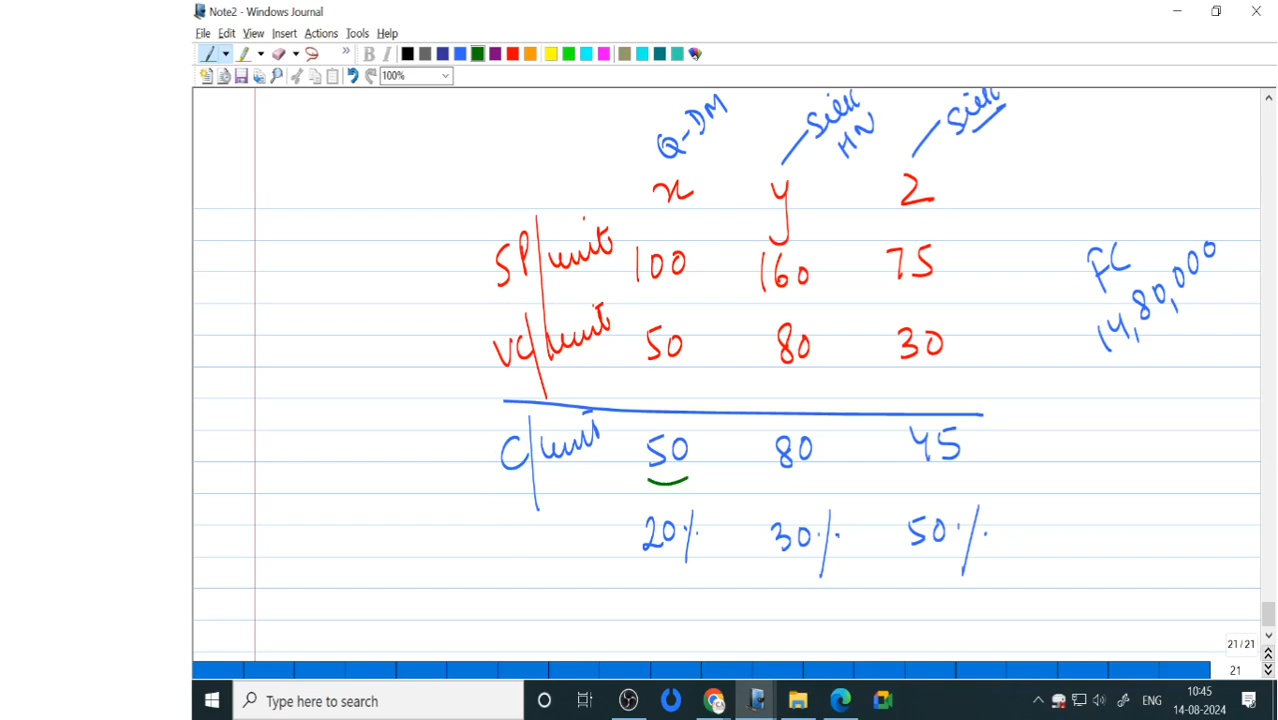 Note2 - Windows Journal
File Edit View Insert Actions Tools Help
B I
100%
Q-DM Silk HN Silk
x y Z
SP/unit 100 160 75
FC 14,80,000
VC/unit 50 80 30
C/unit 50 80 45
20% 30% 50%
21/21
21
Type here to search
ENG
10:45
14-08-2024